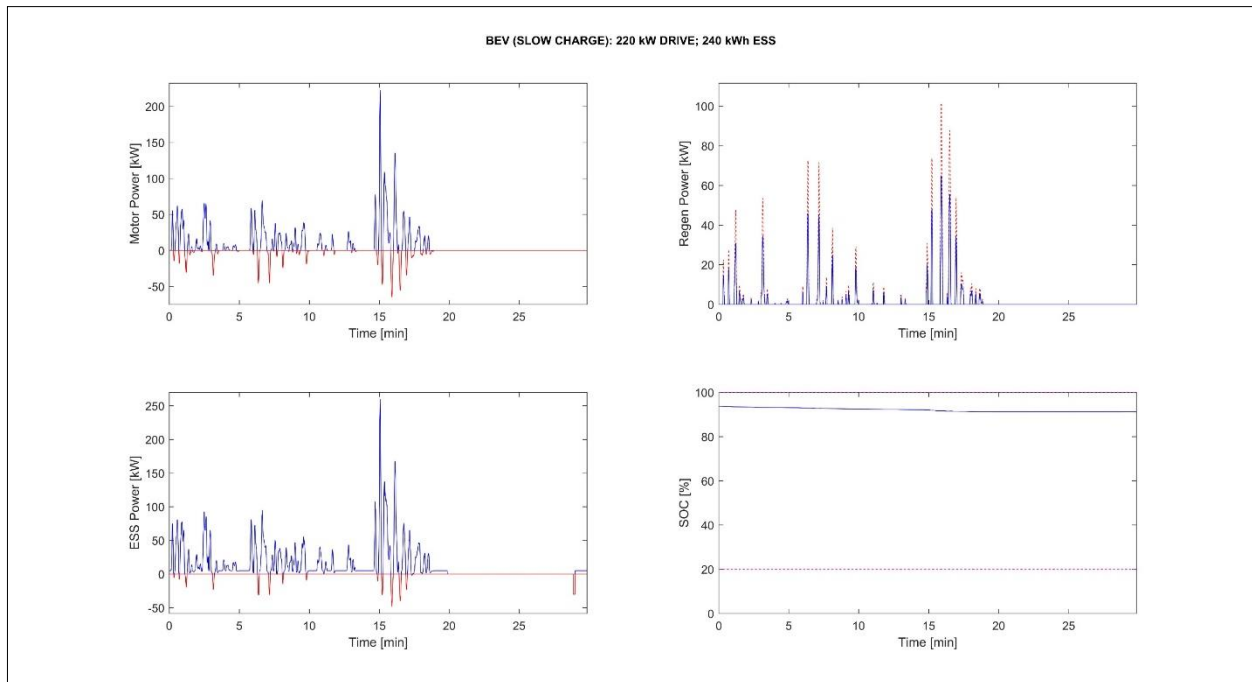 BEV (SLOW CHARGE): 220 kW DRIVE; 240 kWh ESS
Motor Power [kW]
200
150
100
50
0
-50
0 5 10 15 20 25
Time [min]
Regen Power [kW]
100
80
60
40
20
0
0 5 10 15 20 25
Time [min]
ESS Power [kW]
250
200
150
100
50
0
-50
0 5 10 15 20 25
Time [min]
SOC [%]
100
80
60
40
20
0
0 5 10 15 20 25
Time [min]